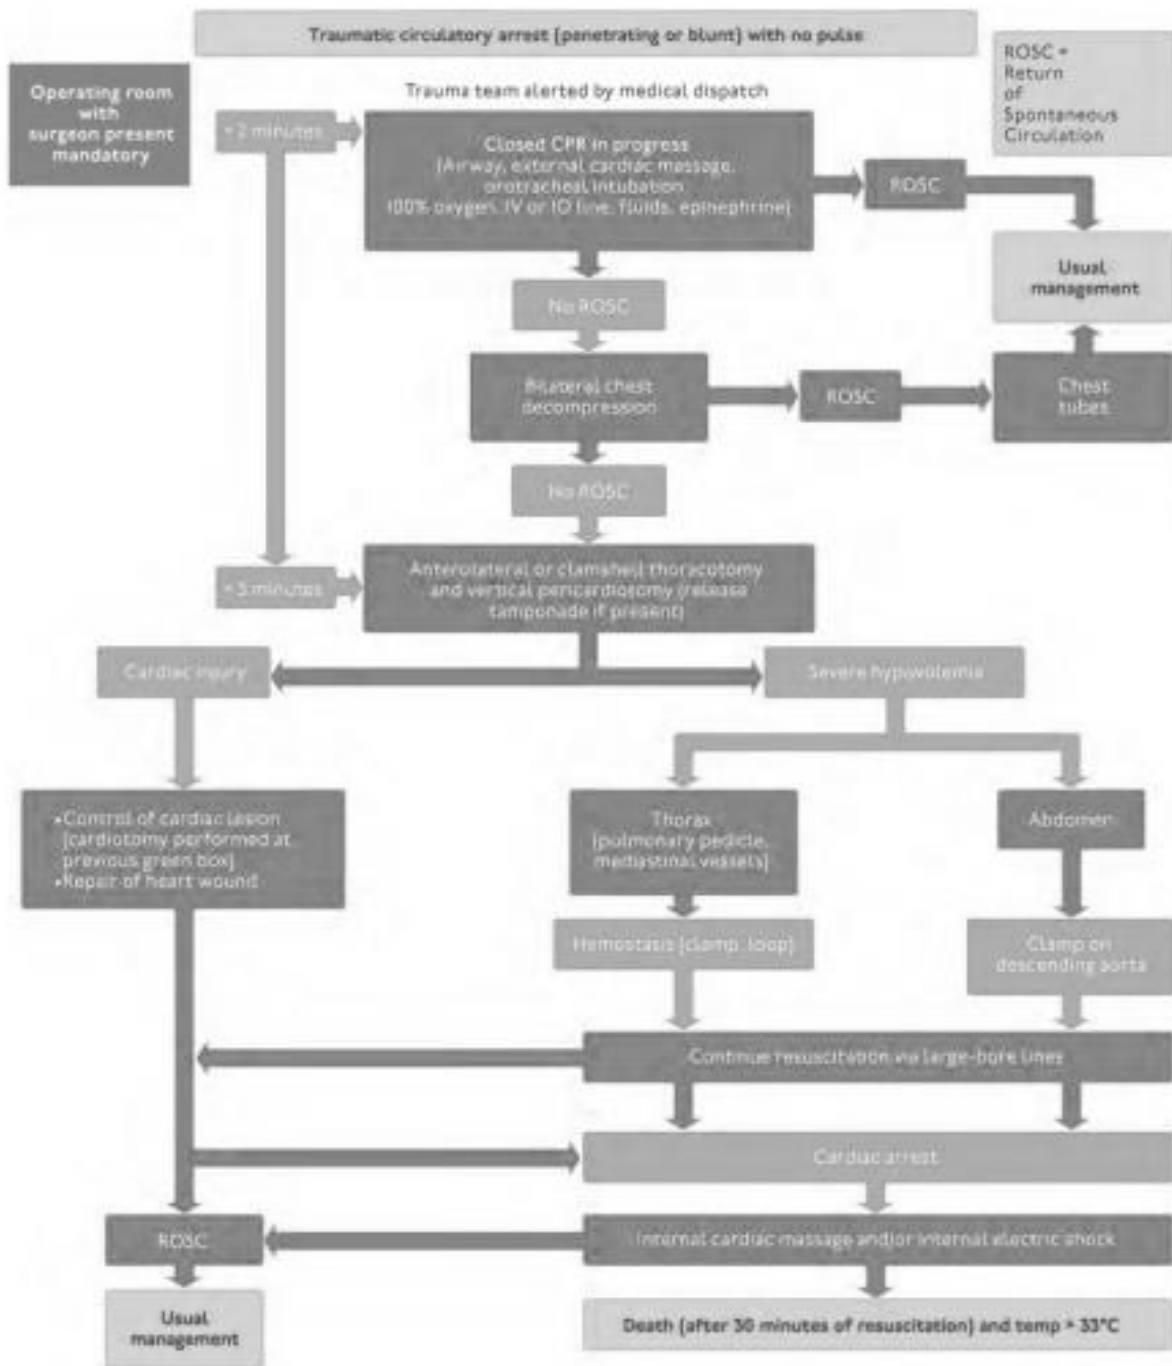 Traumatic circulatory arrest (penetrating or blunt) with no pulse
ROSC =
Return
of
Spontaneous
Circulation
Operating room
with
surgeon present
mandatory
Trauma team alerted by medical dispatch
< 2 minutes
Closed CPR in progress
(Airway, external cardiac massage,
orotracheal intubation
100% oxygen, IV or IO line, fluids, epinephrine)
ROSC
Usual
management
No ROSC
Bilateral chest
decompression
ROSC
Chest
tubes
No ROSC
minutes
Anterolateral or clamshell thoracotomy
and vertical pericardiotomy (release
tamponade if present)
Cardiac injury
Severe hypovolemia
•Control of cardiac lesion
(cardiotomy performed at
previous green box)
•Repair of heart wound
Thorax
(pulmonary pedicle,
mediastinal vessels)
Abdomen
Hemostasis (clamp, loop)
Clamp on
descending aorta
Continue resuscitation via large-bore lines
Cardiac arrest
ROSC
Internal cardiac massage and/or internal electric shock
Usual
management
Death (after 30 minutes of resuscitation) and temp > 33°C